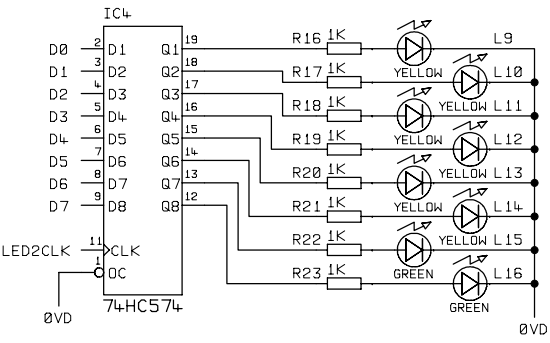 IC4
19 R16 1K L9
D0 2 D1 Q1
18 R17 1K YELLOW L10
D1 3 D2 Q2
17 R18 1K YELLOW L11
D2 4 D3 Q3
16 R19 1K YELLOW L12
D3 5 D4 Q4
15 R20 1K YELLOW L13
D4 6 D5 Q5
14 R21 1K YELLOW L14
D5 7 D6 Q6
13 R22 1K YELLOW L15
D6 8 D7 Q7
12 R23 1K GREEN L16
D7 9 D8 Q8
GREEN
LED2CLK 11 CLK
1 OC
74HC574
0VD
0VD